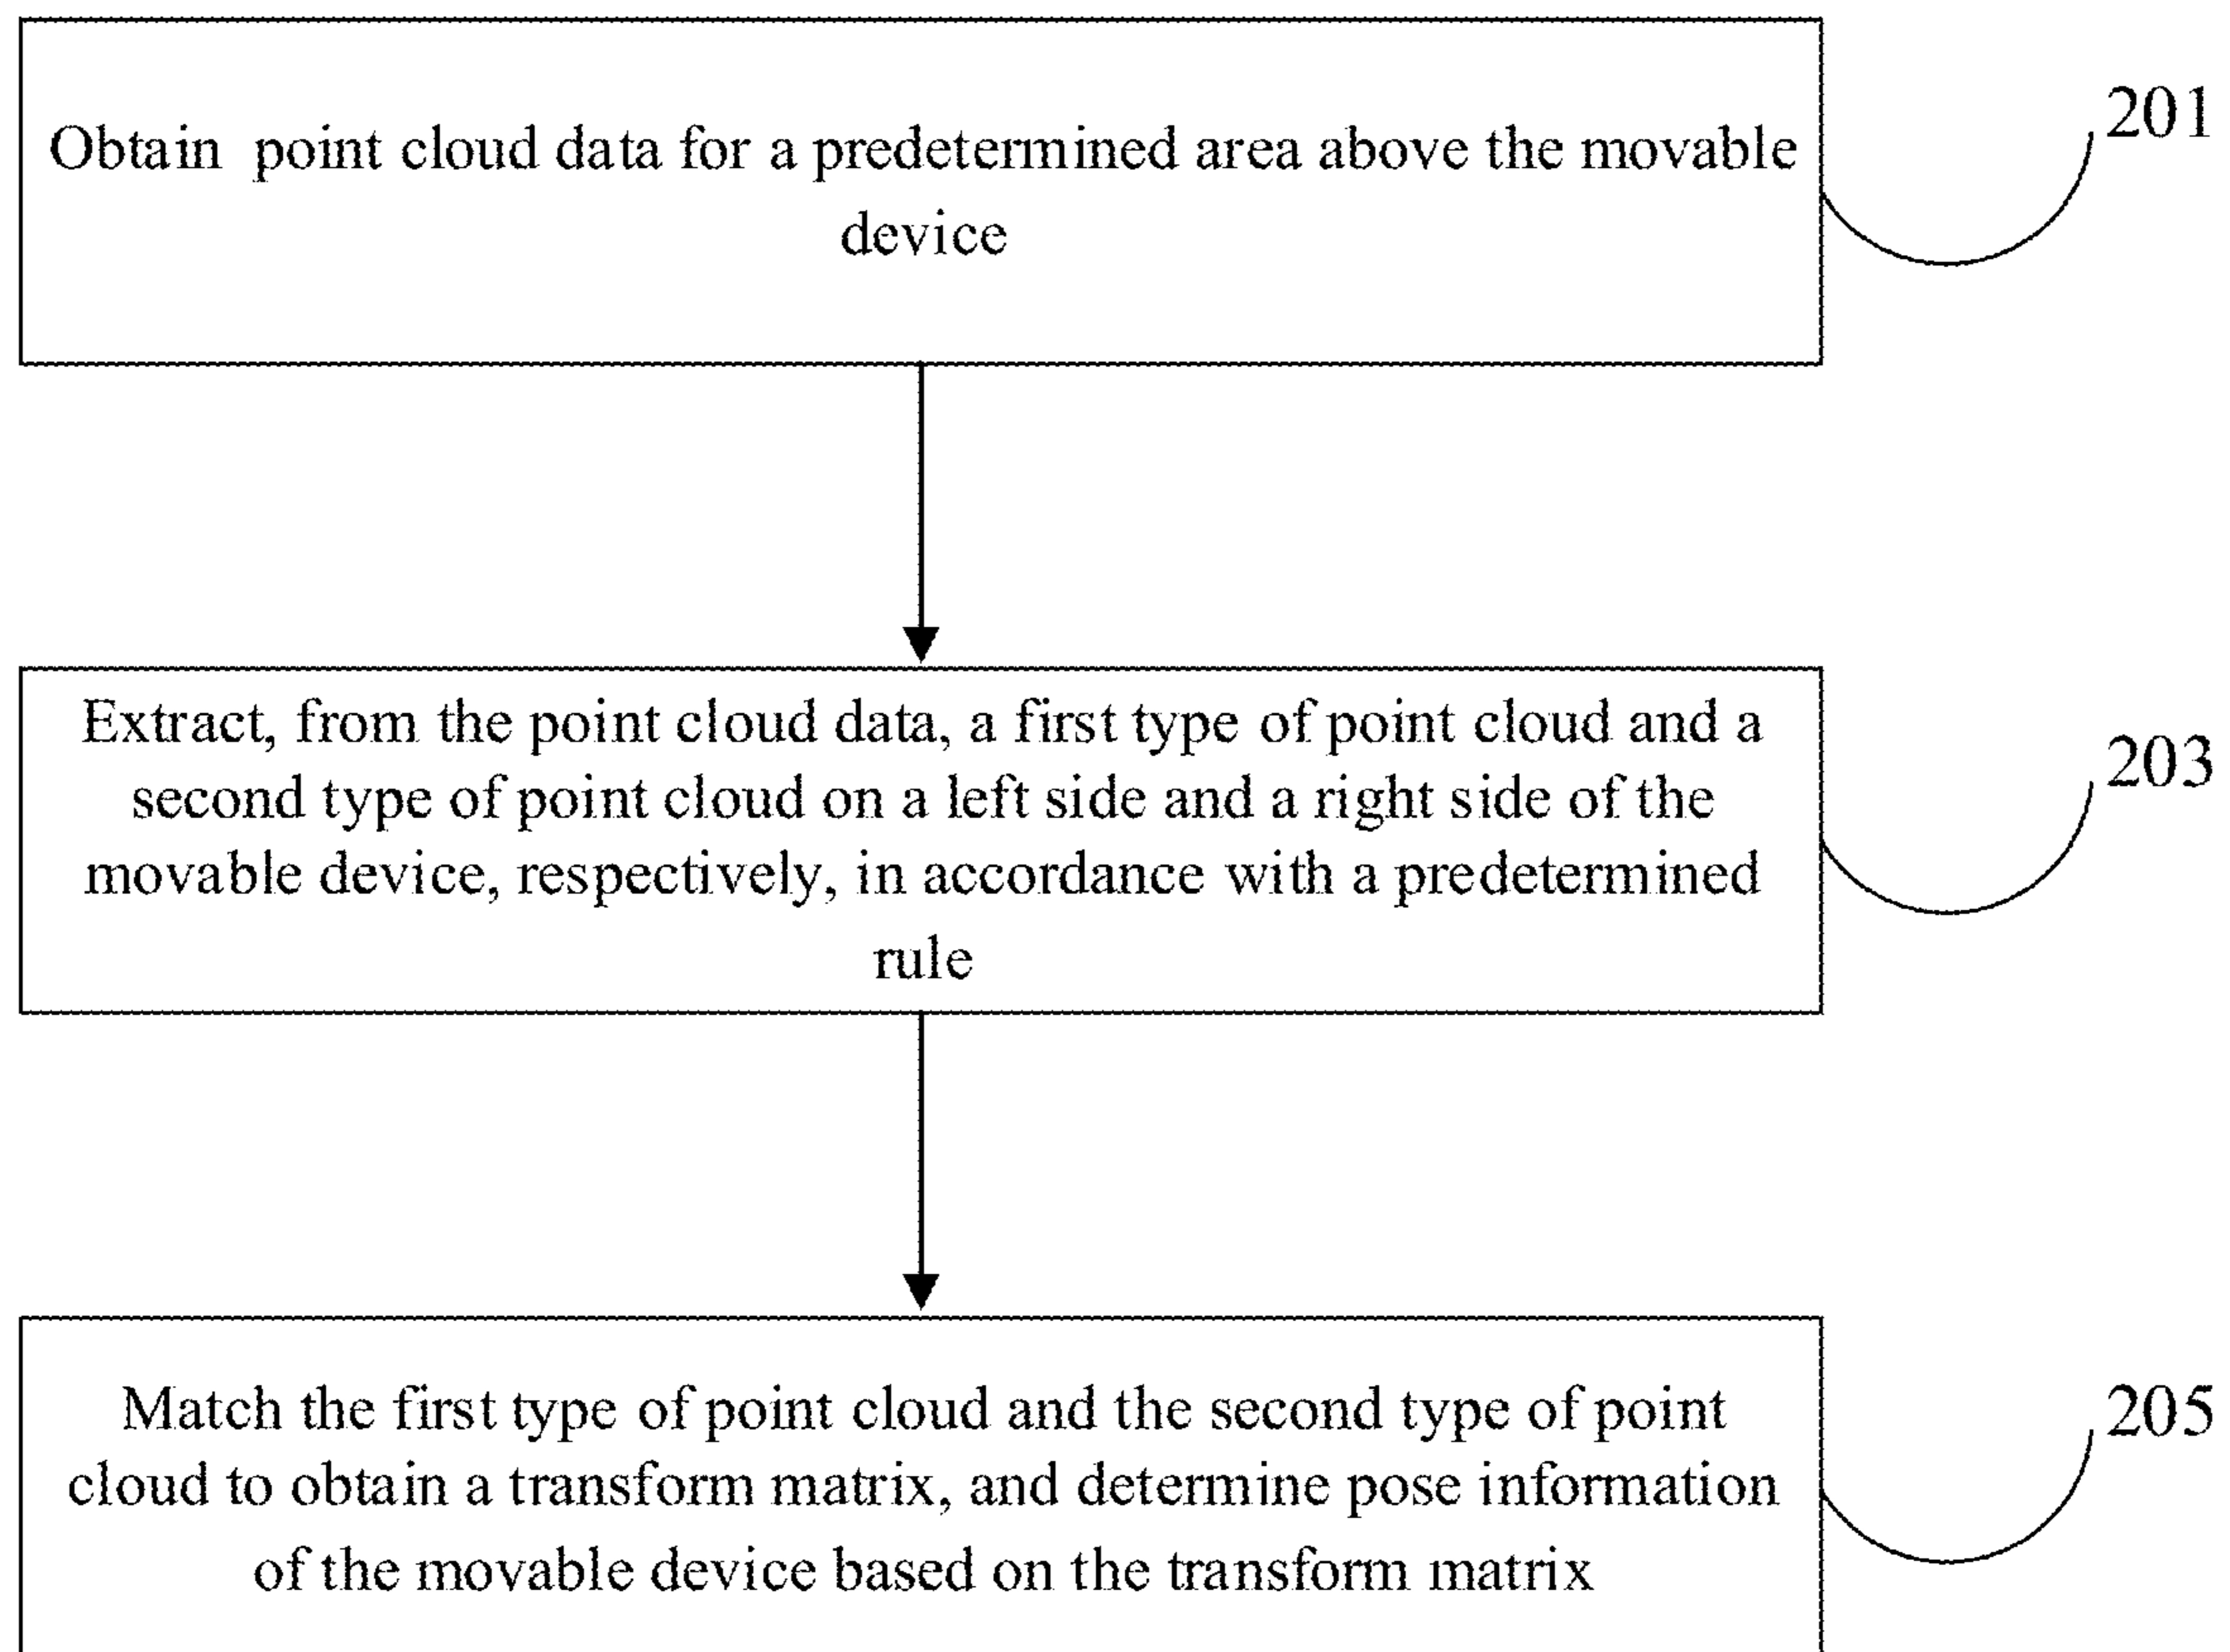 Obtain point cloud data for a predetermined area above the movable
device
201
Extract, from the point cloud data, a first type of point cloud and a
second type of point cloud on a left side and a right side of the
movable device, respectively, in accordance with a predetermined
rule
203
Match the first type of point cloud and the second type of point
cloud to obtain a transform matrix, and determine pose information
of the movable device based on the transform matrix
205